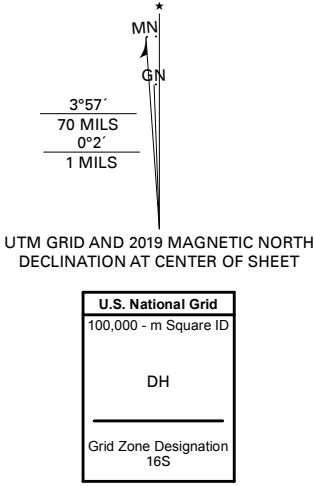 ★
MN
GN
3°57´
70 MILS
0°2´
1 MILS
UTM GRID AND 2019 MAGNETIC NORTH
DECLINATION AT CENTER OF SHEET
U.S. National Grid
100,000 - m Square ID
DH
Grid Zone Designation
16S